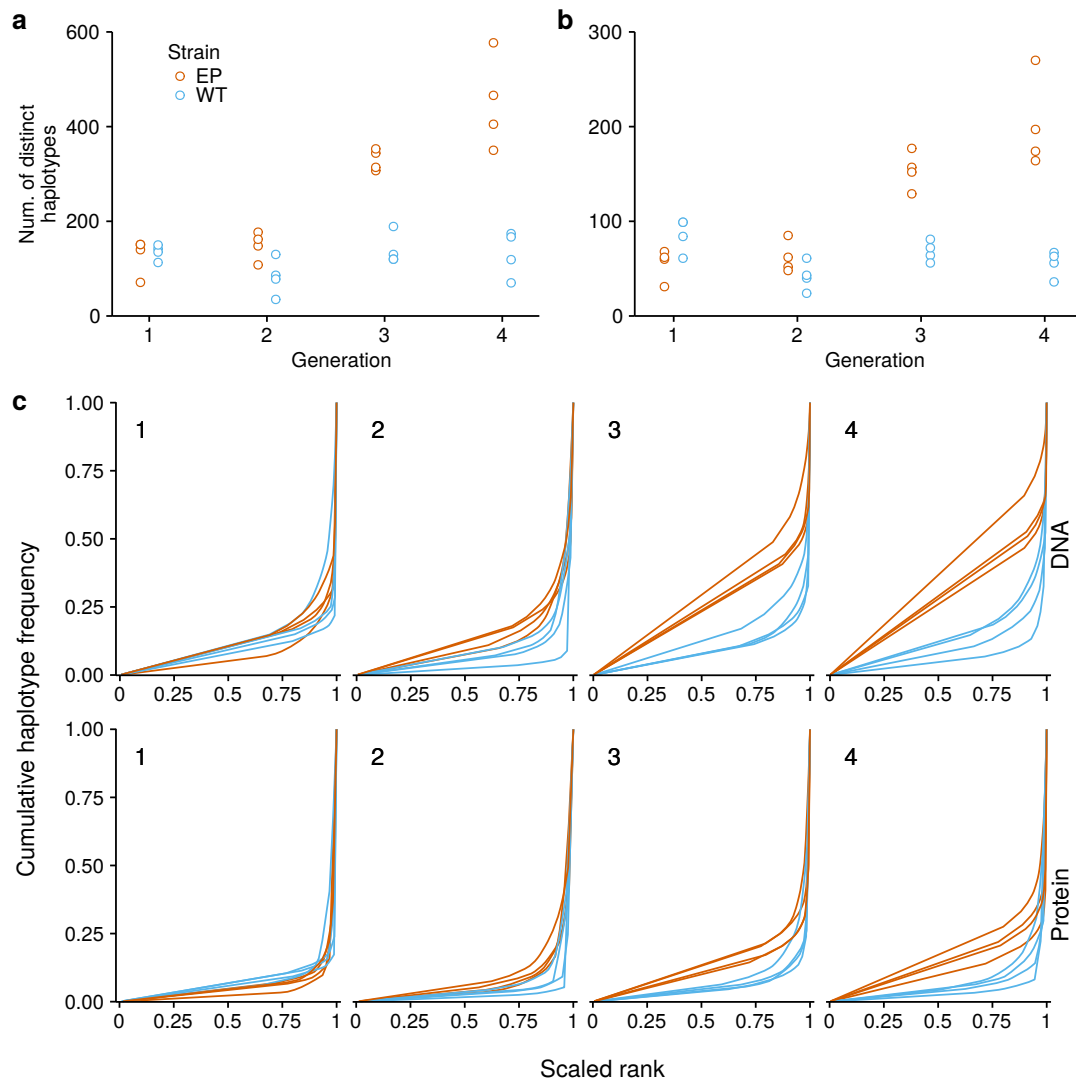 a
600
400
200
0
Num. of distinct
haplotypes
Strain
EP
WT
1 2 3 4
Generation
b
300
200
100
0
1 2 3 4
Generation
c
Cumulative haplotype frequency
1.00
0.75
0.50
0.25
0.00
1 2 3 4
0 0.25 0.5 0.75 1 0 0.25 0.5 0.75 1 0 0.25 0.5 0.75 1 0 0.25 0.5 0.75 1
DNA
1.00
0.75
0.50
0.25
0.00
1 2 3 4
0 0.25 0.5 0.75 1 0 0.25 0.5 0.75 1 0 0.25 0.5 0.75 1 0 0.25 0.5 0.75 1
Protein
Scaled rank